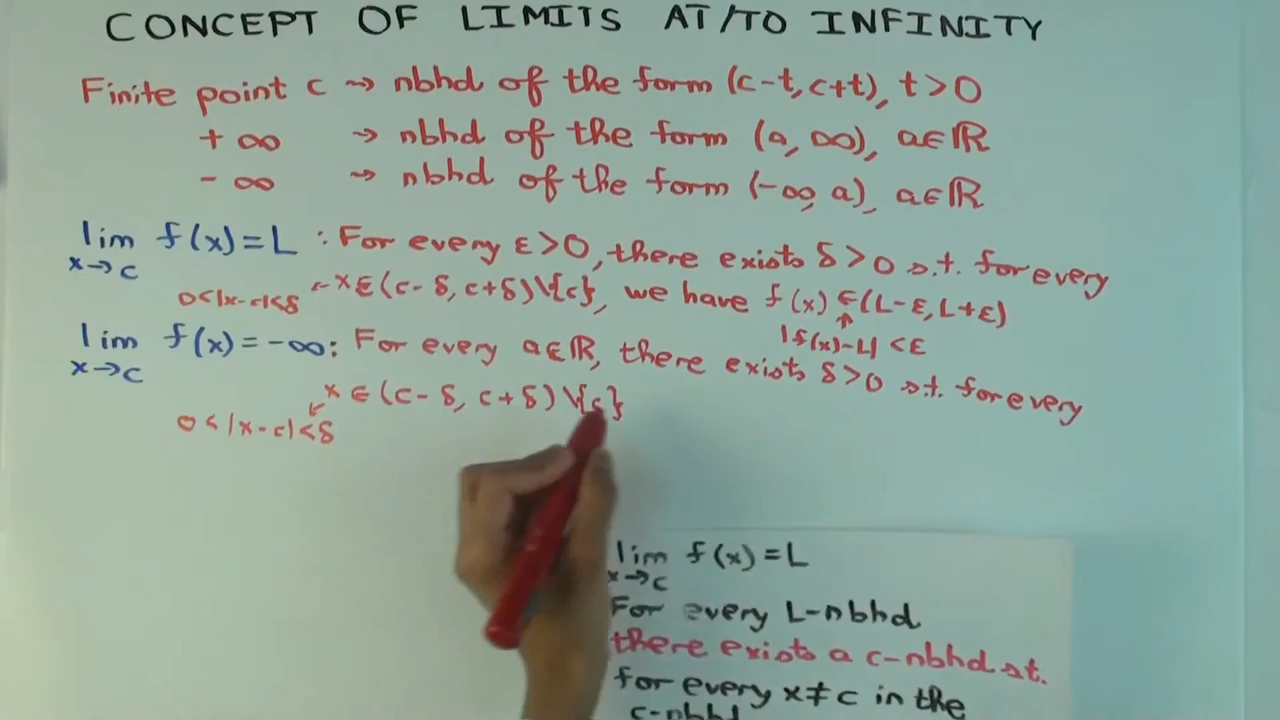 CONCEPT OF LIMITS AT/TO INFINITY
Finite point c → nbhd of the form (c-t, c+t), t>0
+ ∞ → nbhd of the form (a, ∞), a∈ℝ
- ∞ → nbhd of the form (-∞, a), a∈ℝ
lim f(x)=L : For every ε>0, there exists δ>0 s.t. for every
x→c
x∈(c-δ, c+δ)\{c}, we have f(x)∈(L-ε, L+ε)
0<|x-c|<δ
|f(x)-L|<ε
lim f(x)=-∞: For every a∈ℝ, there exists δ>0 s.t. for every
x→c
x∈(c-δ, c+δ)\{c}
0<|x-c|<δ
lim f(x)=L
x→c
For every L-nbhd
there exists a c-nbhd st.
for every x≠c in the
c-nbhd